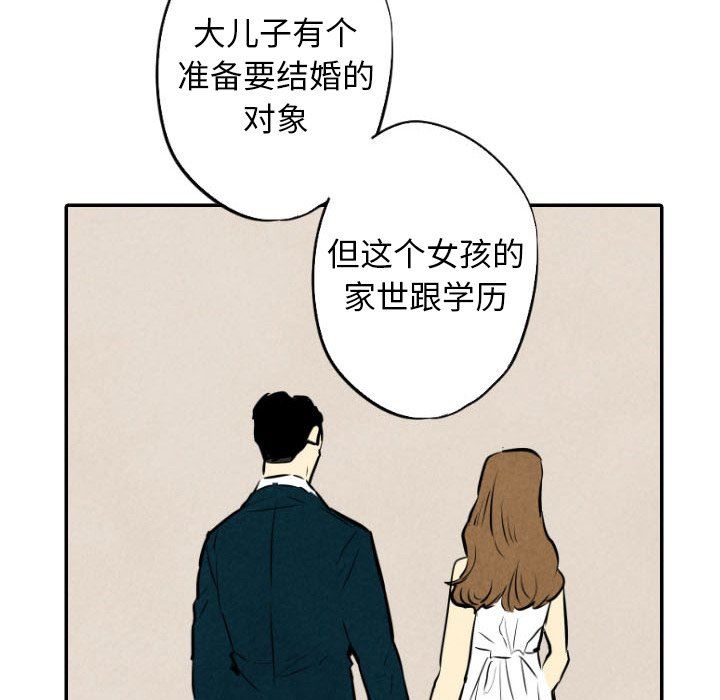 大儿子有个
准备要结婚的
对象
但这个女孩的
家世跟学历